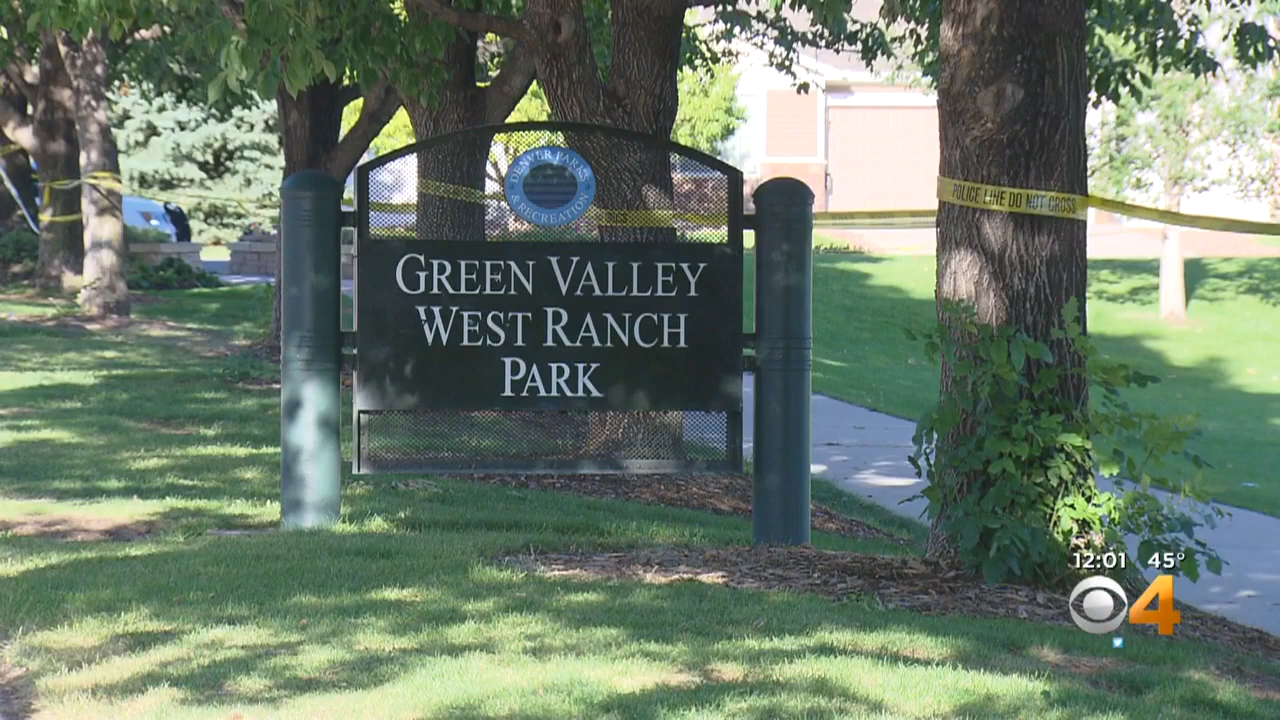 DENVER PARKS
& RECREATION
GREEN VALLEY
WEST RANCH
PARK
POLICE LINE DO NOT CROSS
12:01 45°
4